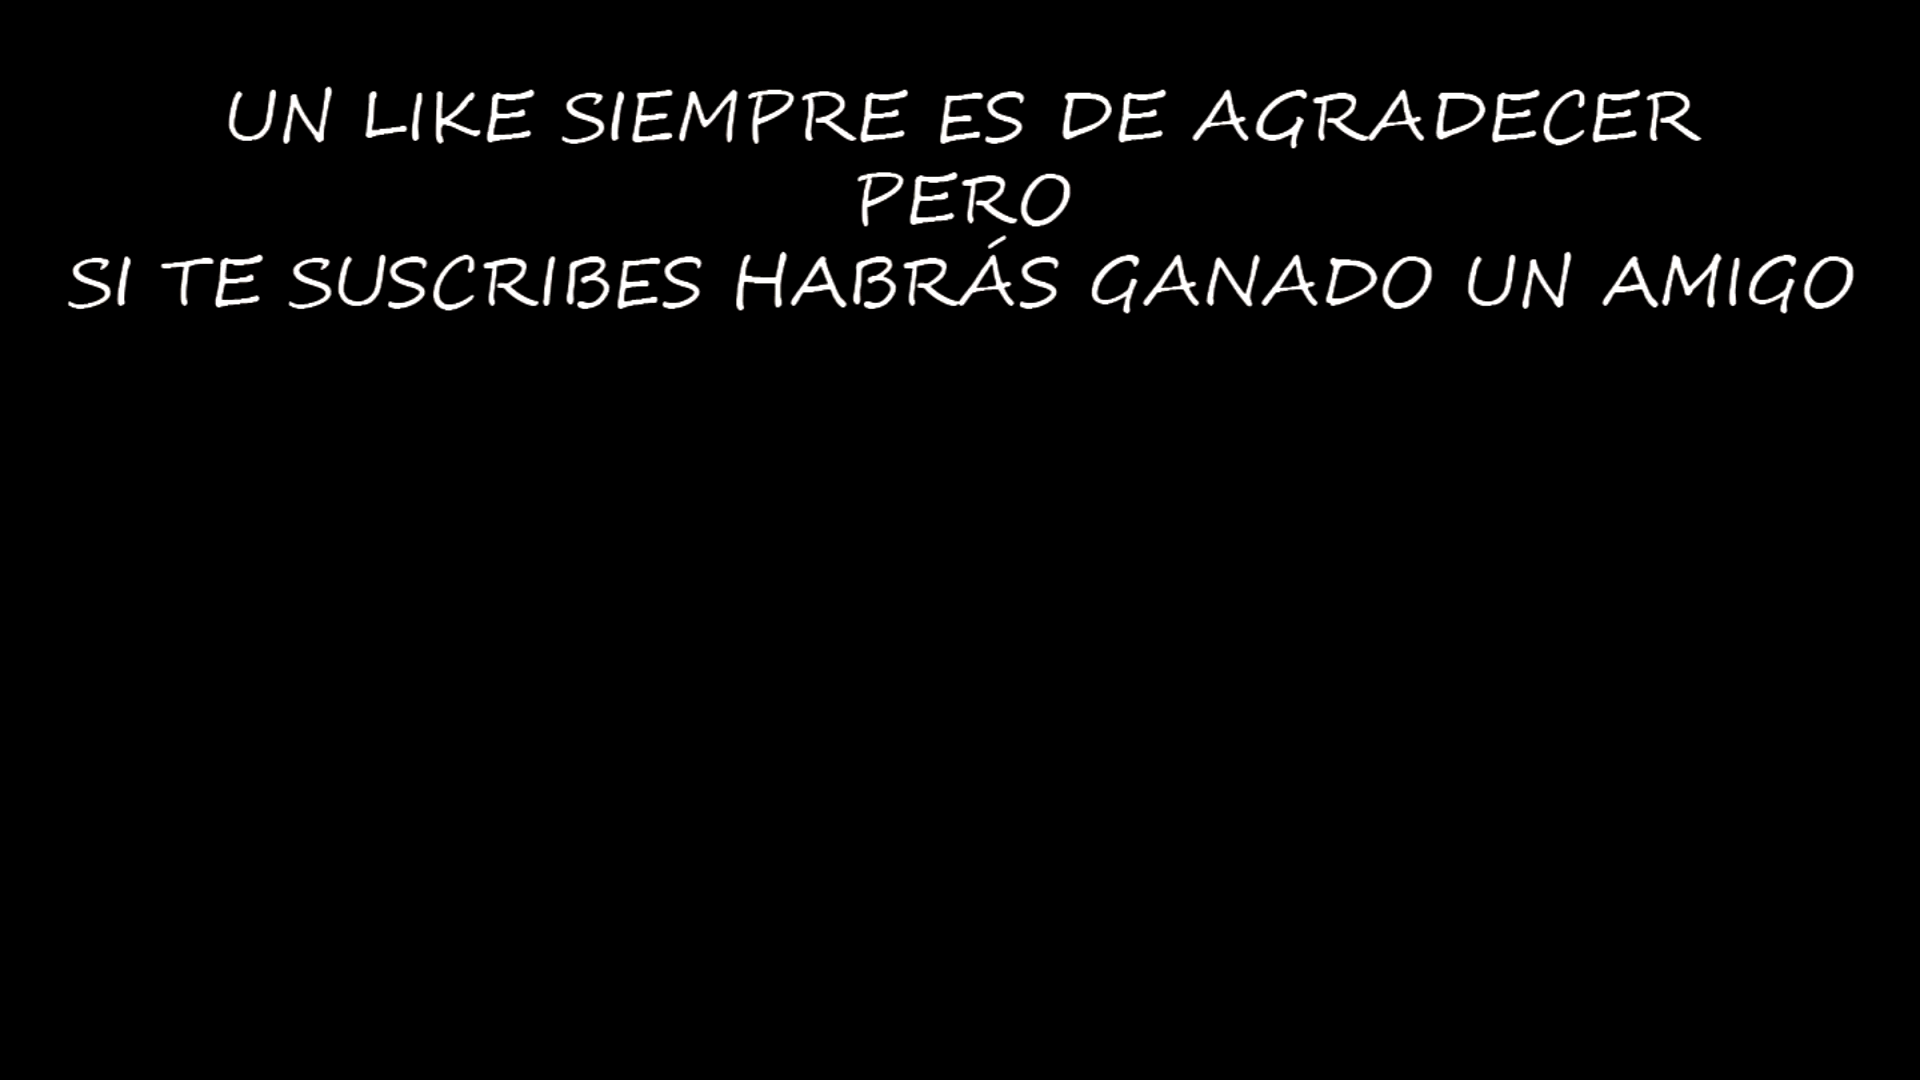 UN LIKE SIEMPRE ES DE AGRADECER
PERO
SI TE SUSCRIBES HABRÁS GANADO UN AMIGO